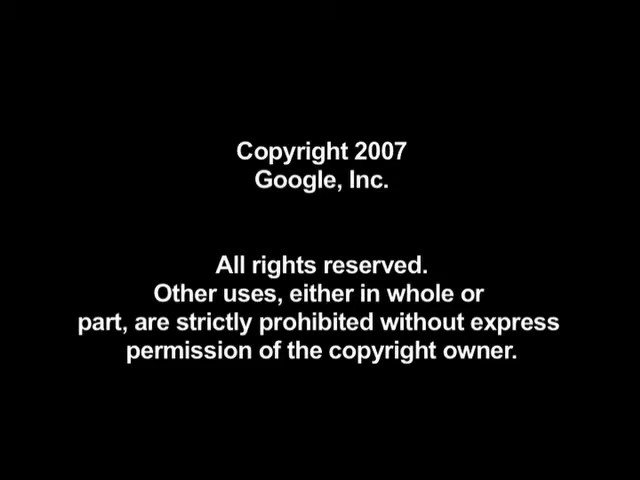 Copyright 2007
Google, Inc.
All rights reserved.
Other uses, either in whole or
part, are strictly prohibited without express
permission of the copyright owner.